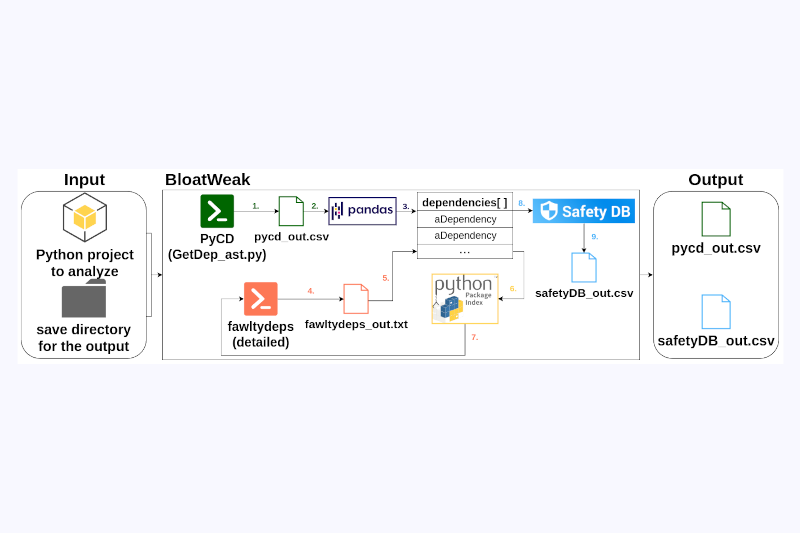 Input
BloatWeak
Output
Python project
to analyze
save directory
for the output
PyCD
(GetDep_ast.py)
1.
pycd_out.csv
2.
pandas
3.
dependencies[ ]
aDependency
aDependency
...
8.
Safety DB
9.
safetyDB_out.csv
fawltydeps
(detailed)
4.
fawltydeps_out.txt
5.
python
Package
Index
6.
7.
pycd_out.csv
safetyDB_out.csv